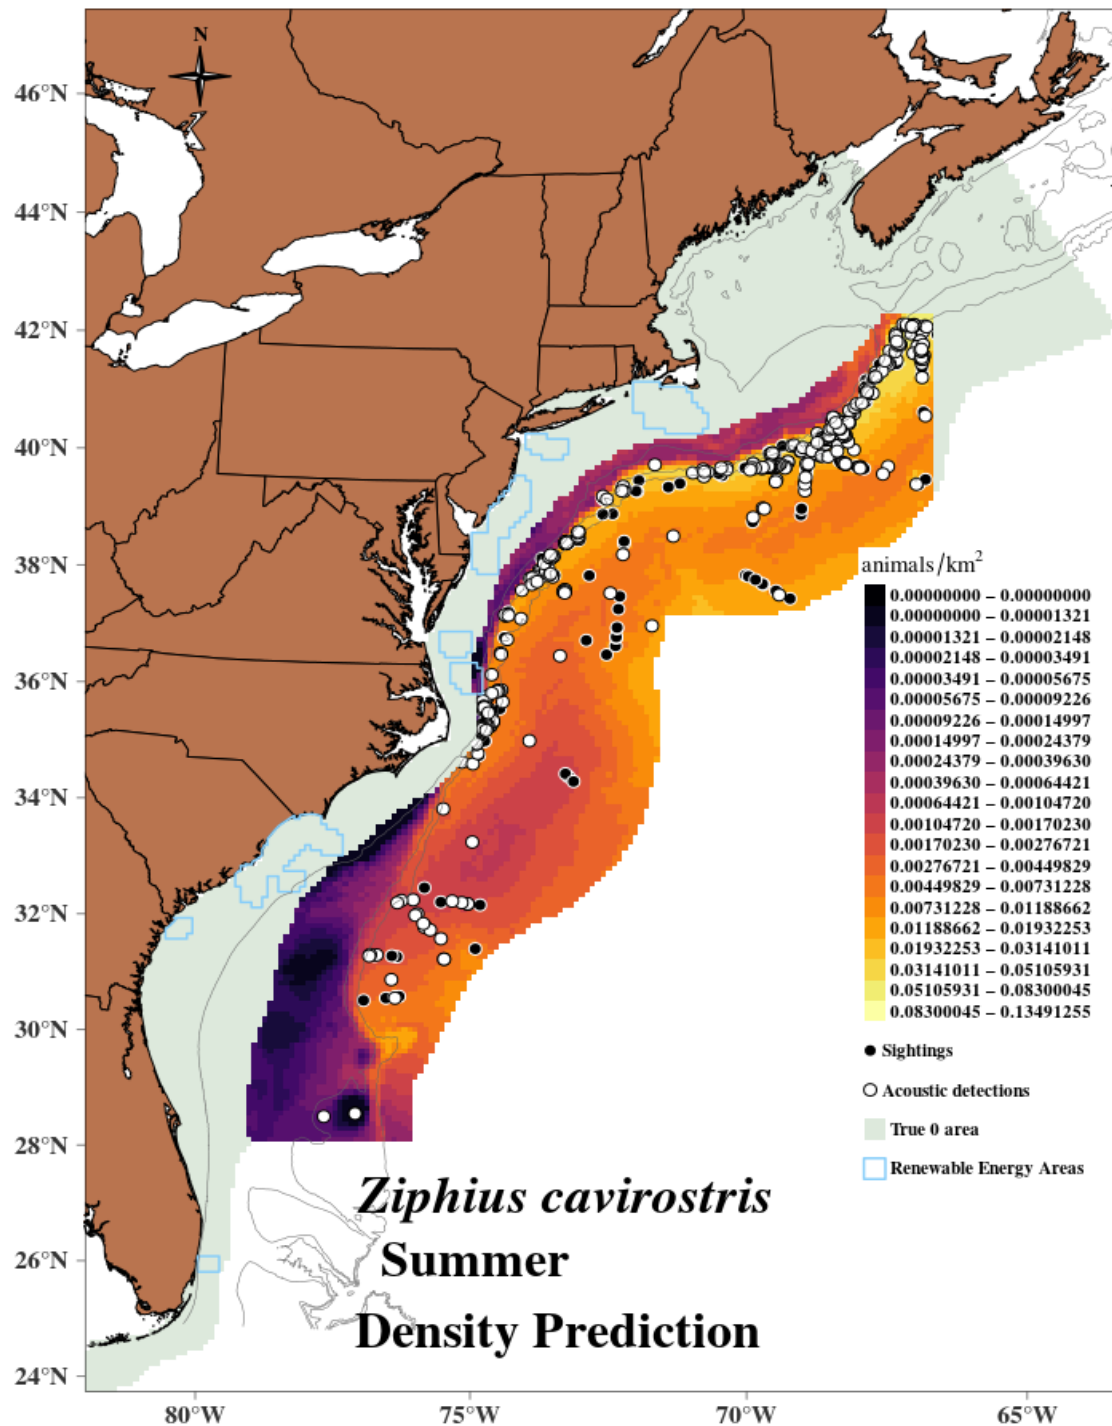 N
46°N
44°N
42°N
40°N
38°N
36°N
34°N
32°N
30°N
28°N
26°N
24°N
80°W
75°W
70°W
65°W
animals/km²
0.00000000 – 0.00000000
0.00000000 – 0.00001321
0.00001321 – 0.00002148
0.00002148 – 0.00003491
0.00003491 – 0.00005675
0.00005675 – 0.00009226
0.00009226 – 0.00014997
0.00014997 – 0.00024379
0.00024379 – 0.00039630
0.00039630 – 0.00064421
0.00064421 – 0.00104720
0.00104720 – 0.00170230
0.00170230 – 0.00276721
0.00276721 – 0.00449829
0.00449829 – 0.00731228
0.00731228 – 0.01188662
0.01188662 – 0.01932253
0.01932253 – 0.03141011
0.03141011 – 0.05105931
0.05105931 – 0.08300045
0.08300045 – 0.13491255
Sightings
Acoustic detections
True 0 area
Renewable Energy Areas
Ziphius cavirostris
Summer
Density Prediction